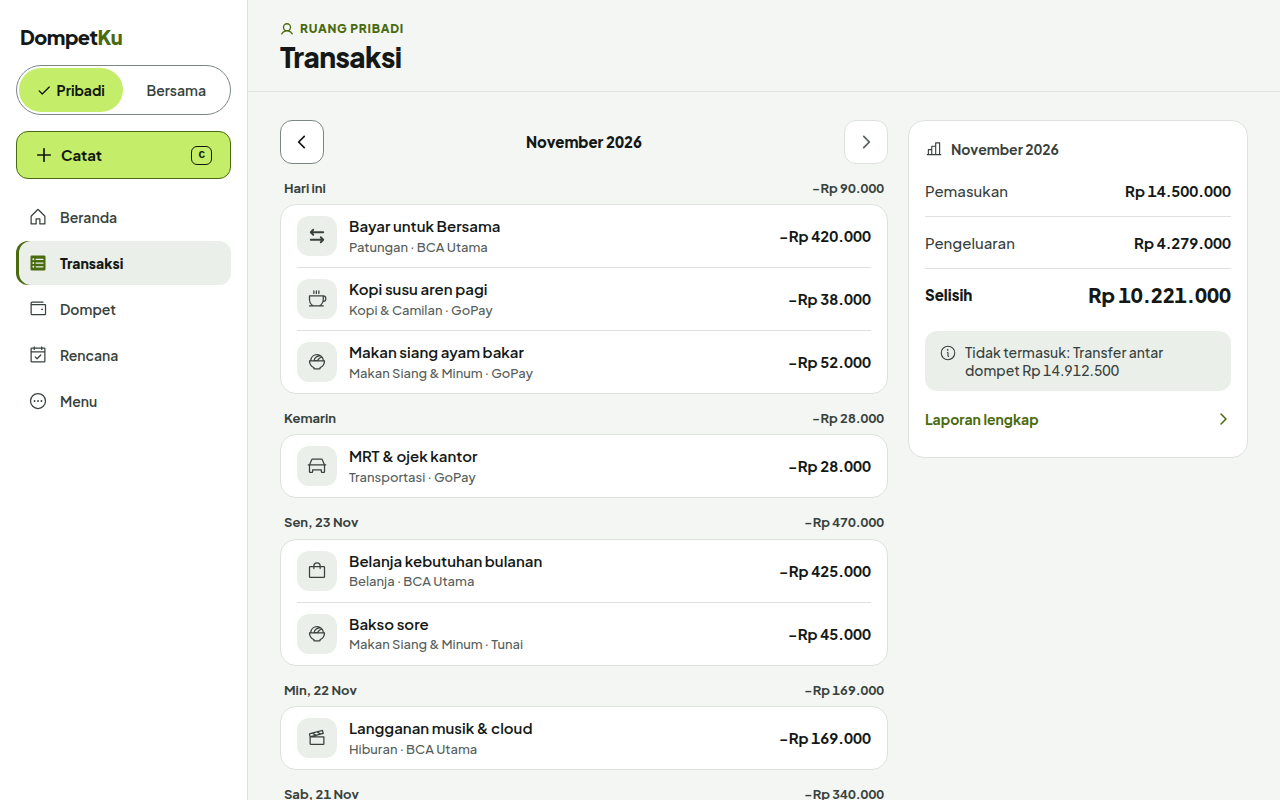 DompetKu
Pribadi
Bersama
Catat
C
Beranda
Transaksi
Dompet
Rencana
Menu
RUANG PRIBADI
Transaksi
November 2026
Hari ini
−Rp 90.000
Bayar untuk Bersama
Patungan · BCA Utama
−Rp 420.000
Kopi susu aren pagi
Kopi & Camilan · GoPay
−Rp 38.000
Makan siang ayam bakar
Makan Siang & Minum · GoPay
−Rp 52.000
Kemarin
−Rp 28.000
MRT & ojek kantor
Transportasi · GoPay
−Rp 28.000
Sen, 23 Nov
−Rp 470.000
Belanja kebutuhan bulanan
Belanja · BCA Utama
−Rp 425.000
Bakso sore
Makan Siang & Minum · Tunai
−Rp 45.000
Min, 22 Nov
−Rp 169.000
Langganan musik & cloud
Hiburan · BCA Utama
−Rp 169.000
Sab, 21 Nov
−Rp 340.000
November 2026
Pemasukan
Rp 14.500.000
Pengeluaran
Rp 4.279.000
Selisih
Rp 10.221.000
Tidak termasuk: Transfer antar
dompet Rp 14.912.500
Laporan lengkap